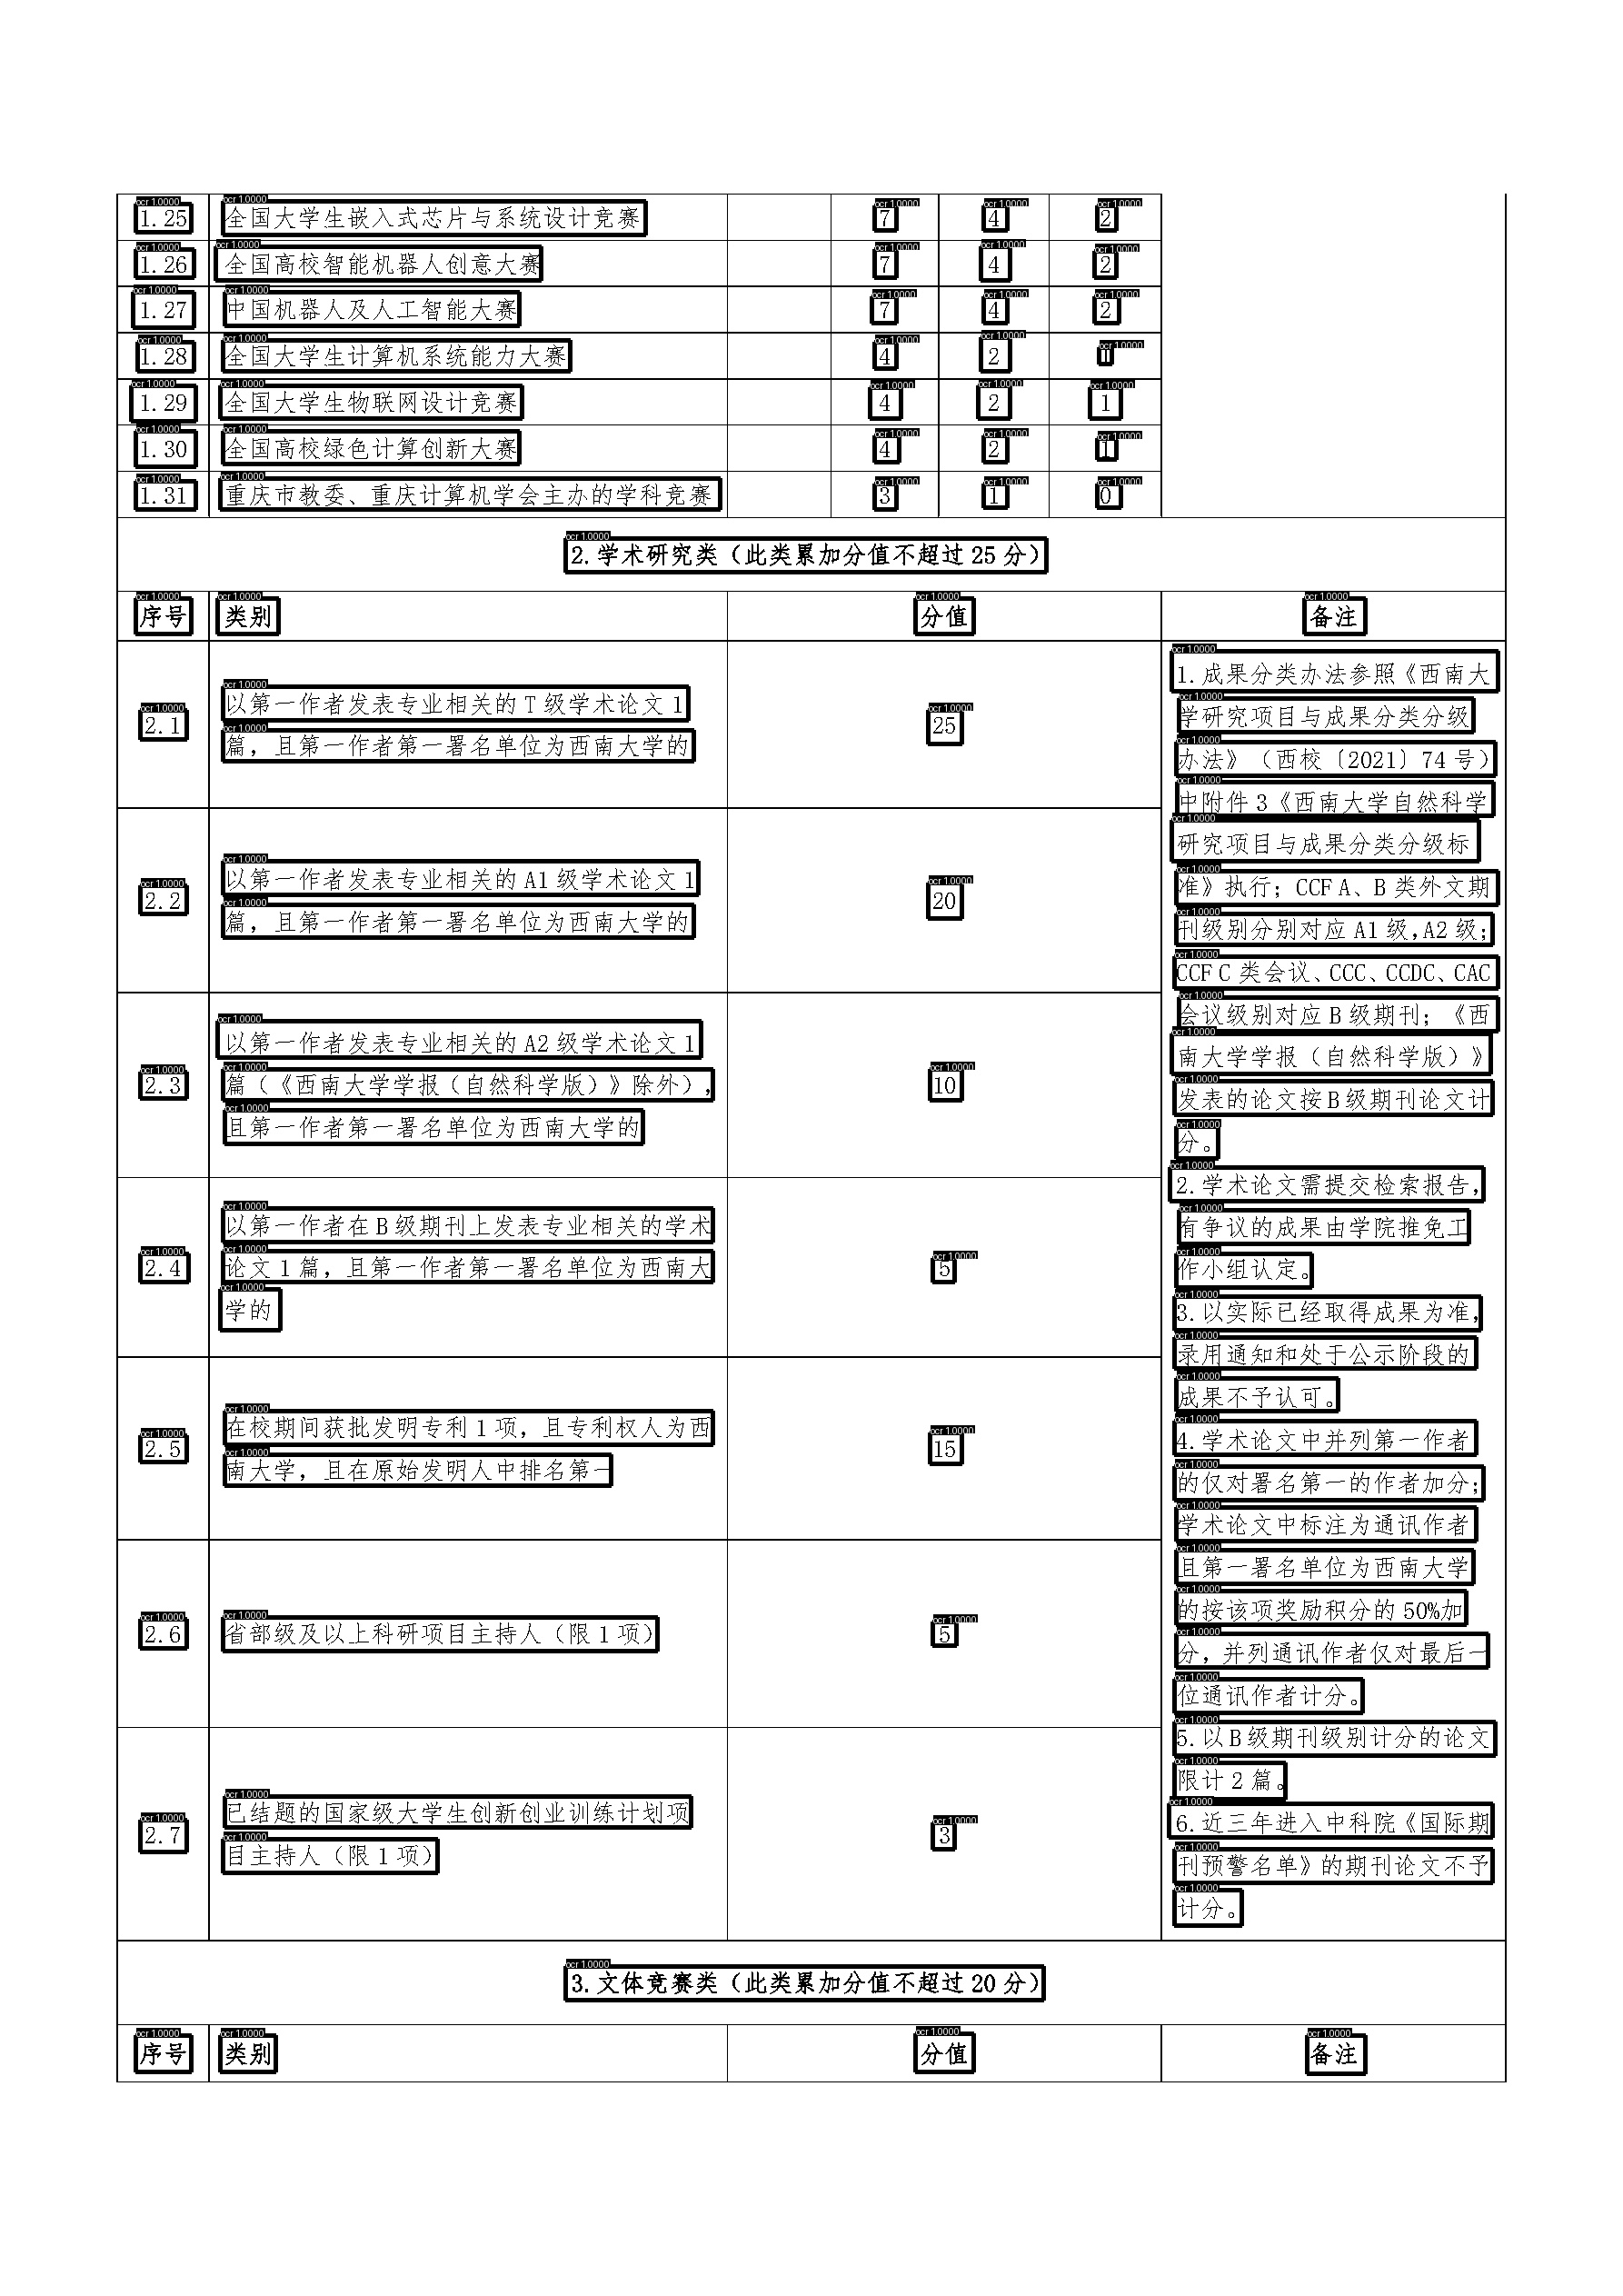 1.25 全国大学生嵌入式芯片与系统设计竞赛 7 4 2
1.26 全国高校智能机器人创意大赛 7 4 2
1.27 中国机器人及人工智能大赛 7 4 2
1.28 全国大学生计算机系统能力大赛 4 2 1
1.29 全国大学生物联网设计竞赛 4 2 1
1.30 全国高校绿色计算创新大赛 4 2 1
1.31 重庆市教委、重庆计算机学会主办的学科竞赛 3 1 0
2.学术研究类（此类累加分值不超过 25 分）
序号 类别 分值 备注
2.1
以第一作者发表专业相关的 T 级学术论文 1
篇，且第一作者第一署名单位为西南大学的
25
2.2
以第一作者发表专业相关的 A1 级学术论文 1
篇，且第一作者第一署名单位为西南大学的
20
2.3
以第一作者发表专业相关的 A2 级学术论文 1
篇（《西南大学学报（自然科学版）》除外），
且第一作者第一署名单位为西南大学的
10
2.4
以第一作者在 B 级期刊上发表专业相关的学术
论文 1 篇，且第一作者第一署名单位为西南大
学的
5
2.5
在校期间获批发明专利 1 项，且专利权人为西
南大学，且在原始发明人中排名第一
15
2.6
省部级及以上科研项目主持人（限 1 项）
5
2.7
已结题的国家级大学生创新创业训练计划项
目主持人（限 1 项）
3
1.成果分类办法参照《西南大
学研究项目与成果分类分级
办法》（西校〔2021〕74 号）
中附件 3《西南大学自然科学
研究项目与成果分类分级标
准》执行；CCF A、B 类外文期
刊级别分别对应 A1 级，A2 级；
CCF C 类会议、CCC、CCDC、CAC
会议级别对应 B 级期刊；《西
南大学学报（自然科学版）》
发表的论文按 B 级期刊论文计
分。
2.学术论文需提交检索报告，
有争议的成果由学院推免工
作小组认定。
3.以实际已经取得成果为准，
录用通知和处于公示阶段的
成果不予认可。
4.学术论文中并列第一作者
的仅对署名第一的作者加分；
学术论文中标注为通讯作者
且第一署名单位为西南大学
的按该项奖励积分的 50%加
分，并列通讯作者仅对最后一
位通讯作者计分。
5.以 B 级期刊级别计分的论文
限计 2 篇。
6.近三年进入中科院《国际期
刊预警名单》的期刊论文不予
计分。
3.文体竞赛类（此类累加分值不超过 20 分）
序号 类别 分值 备注